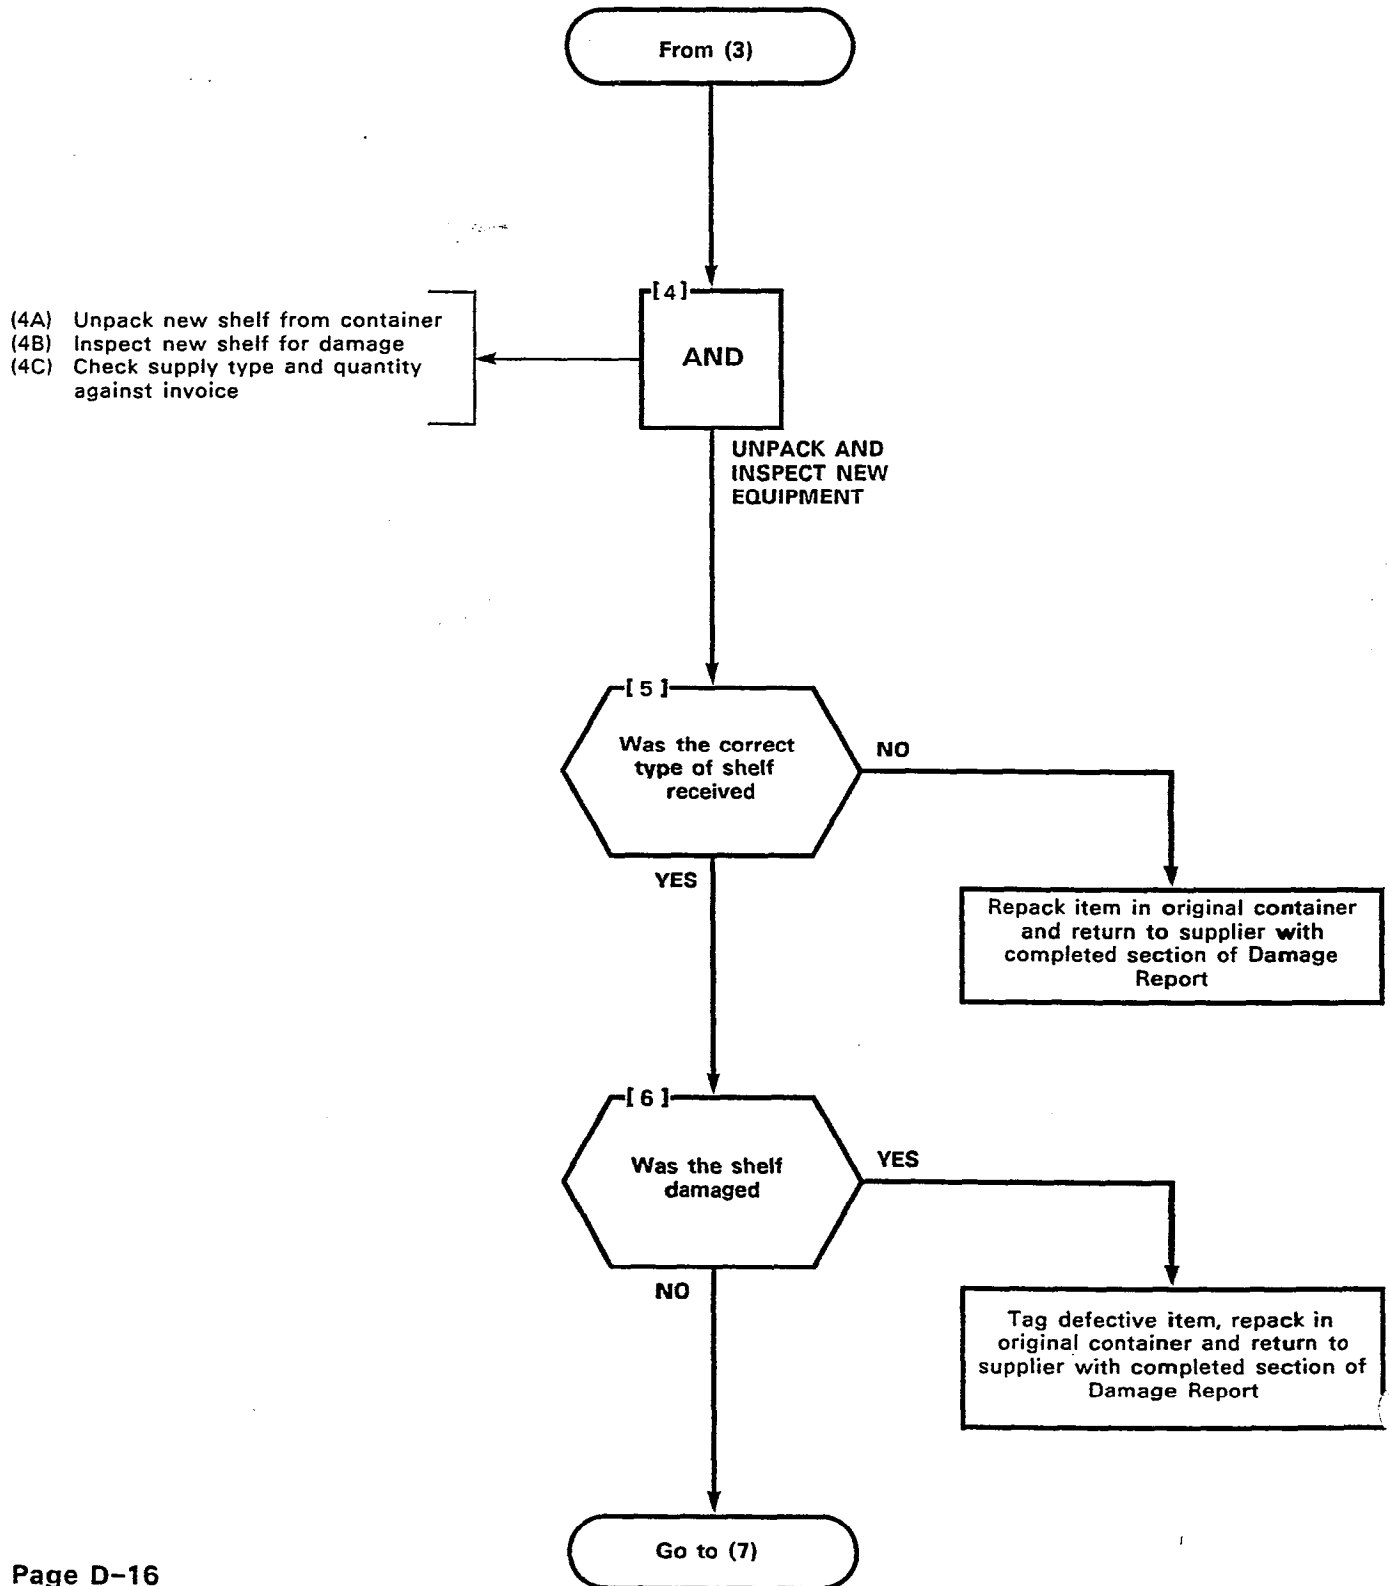 From (3)
[4]
AND
(4A) Unpack new shelf from container
(4B) Inspect new shelf for damage
(4C) Check supply type and quantity
against invoice
UNPACK AND
INSPECT NEW
EQUIPMENT
[5]
Was the correct
type of shelf
received
NO
YES
Repack item in original container
and return to supplier with
completed section of Damage
Report
[6]
Was the shelf
damaged
YES
NO
Tag defective item, repack in
original container and return to
supplier with completed section of
Damage Report
Go to (7)
Page D-16